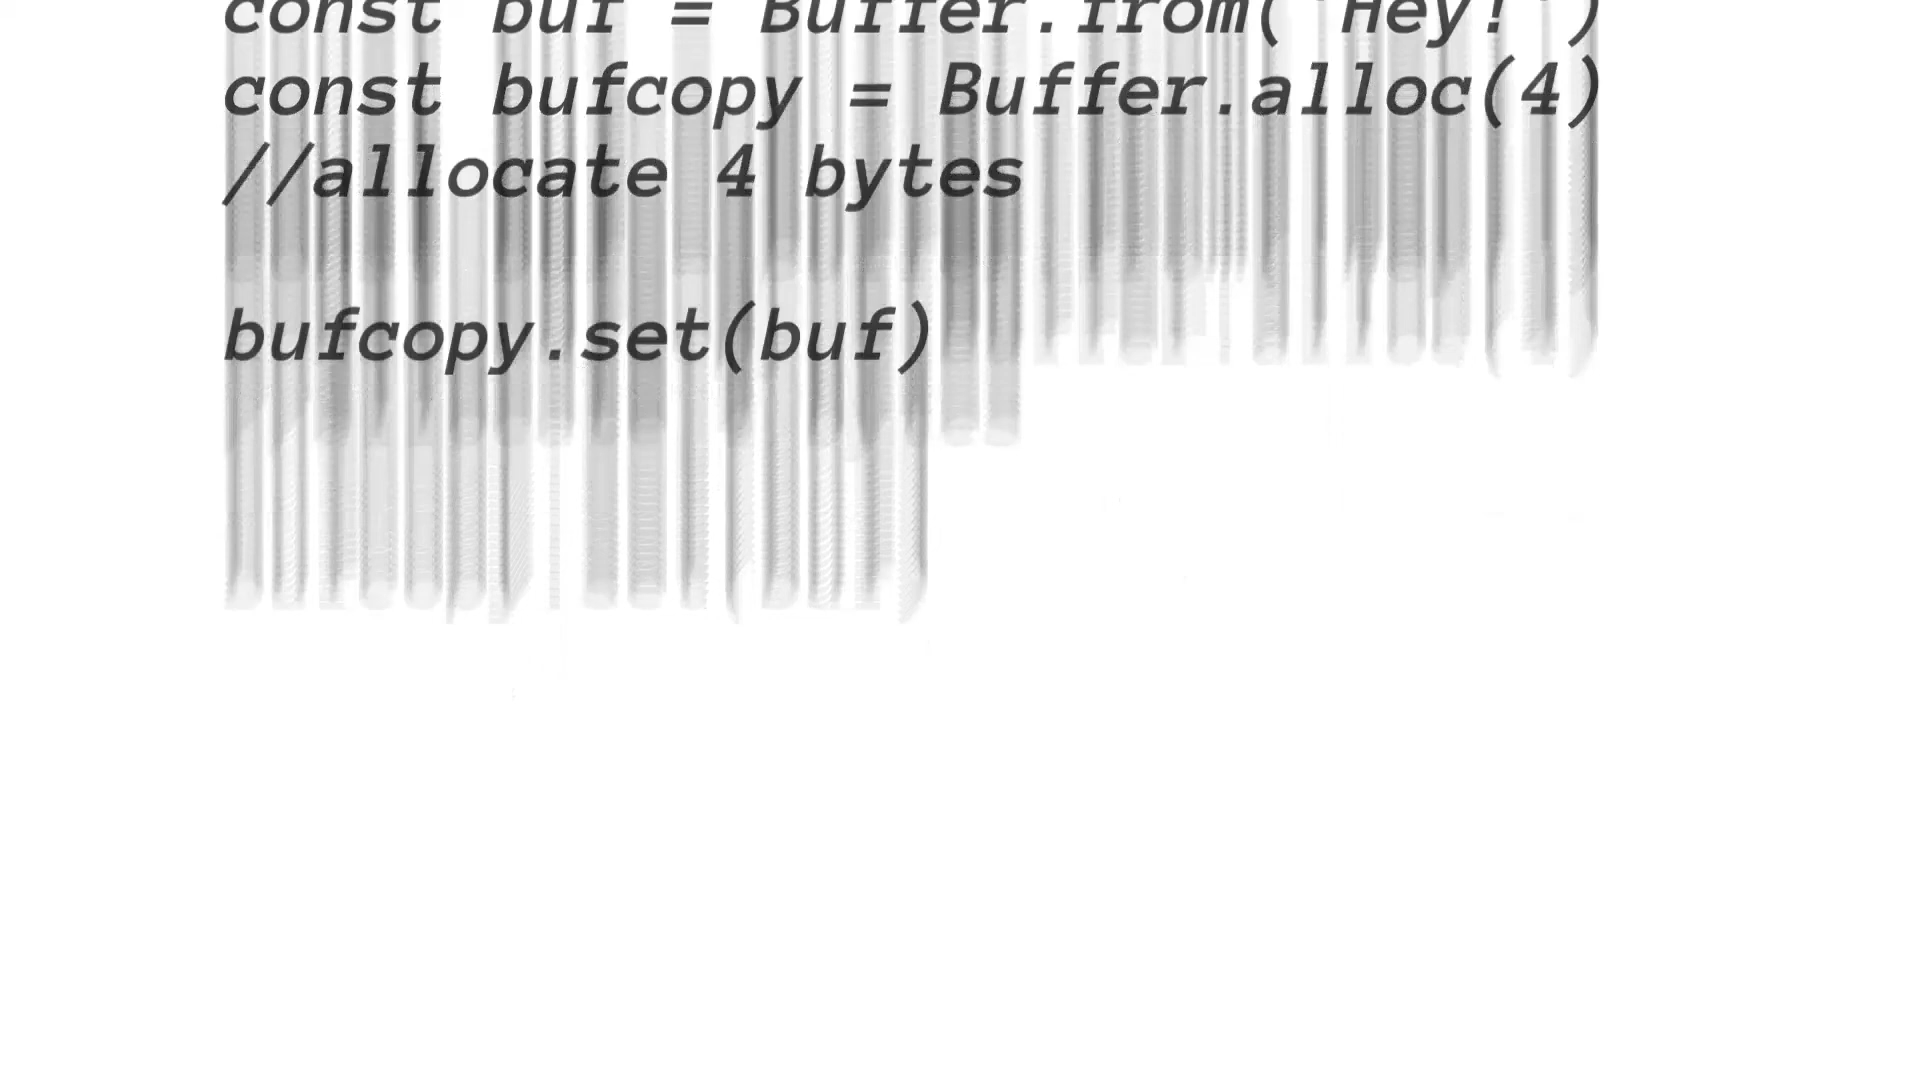 const buf = Buffer.from('Hey!')
const bufcopy = Buffer.alloc(4)
//allocate 4 bytes
bufcopy.set(buf)